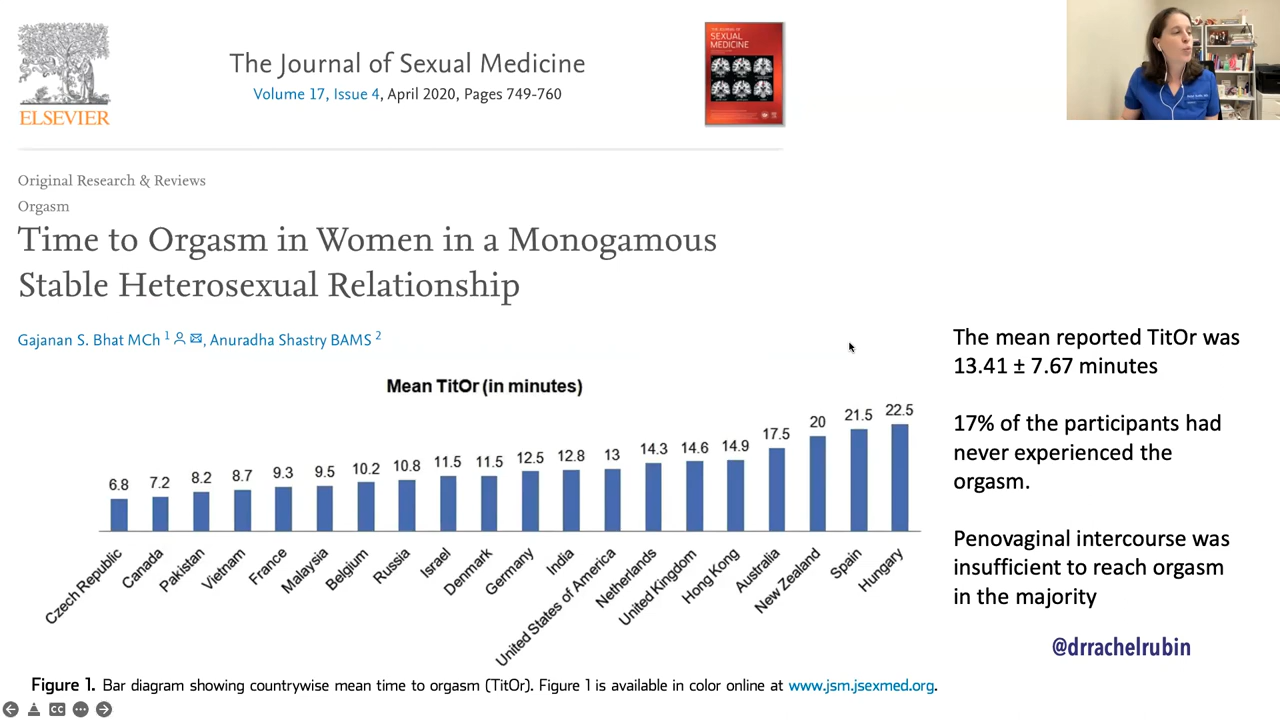 The Journal of Sexual Medicine
Volume 17, Issue 4, April 2020, Pages 749-760
ELSEVIER
THE JOURNAL OF
SEXUAL
MEDICINE
Original Research & Reviews
Orgasm
Time to Orgasm in Women in a Monogamous
Stable Heterosexual Relationship
Gajanan S. Bhat MCh 1, Anuradha Shastry BAMS 2
Mean TitOr (in minutes)
6.8 7.2 8.2 8.7 9.3 9.5 10.2 10.8 11.5 11.5 12.5 12.8 13 14.3 14.6 14.9 17.5 20 21.5 22.5
Czech Republic
Canada
Pakistan
Vietnam
France
Malaysia
Belgium
Russia
Israel
Denmark
Germany
India
United States of America
Netherlands
United Kingdom
Hong Kong
Australia
New Zealand
Spain
Hungary
Figure 1. Bar diagram showing countrywise mean time to orgasm (TitOr). Figure 1 is available in color online at www.jsm.jsexmed.org.
The mean reported TitOr was
13.41 ± 7.67 minutes
17% of the participants had
never experienced the
orgasm.
Penovaginal intercourse was
insufficient to reach orgasm
in the majority
@drrachelrubin
CC